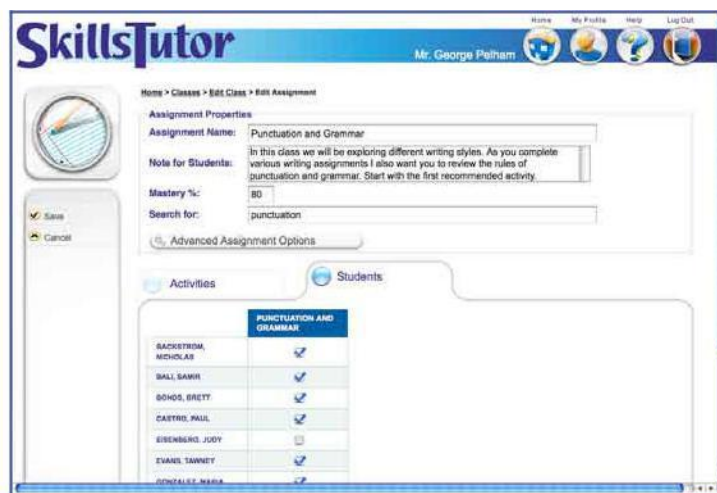 Home My Profile Help Log Out
SkillsTutor
Mr. George Pelham
Home > Classes > Edit Class > Edit Assignment
Assignment Properties
Assignment Name: Punctuation and Grammar
Note for Students: In this class we will be exploring different writing styles. As you complete
various writing assignments I also want you to review the rules of
punctuation and grammar. Start with the first recommended activity.
Mastery %: 80
Search for: punctuation
Save
Cancel
Advanced Assignment Options
Activities
Students
PUNCTUATION AND
GRAMMAR
BACKSTROM,
NICHOLAS
BALI, SAMIR
BONDS, BRETT
CASTRO, PAUL
EISENBERG, JUDY
EVANS, TAWNEY
GONZALEZ, MARIA